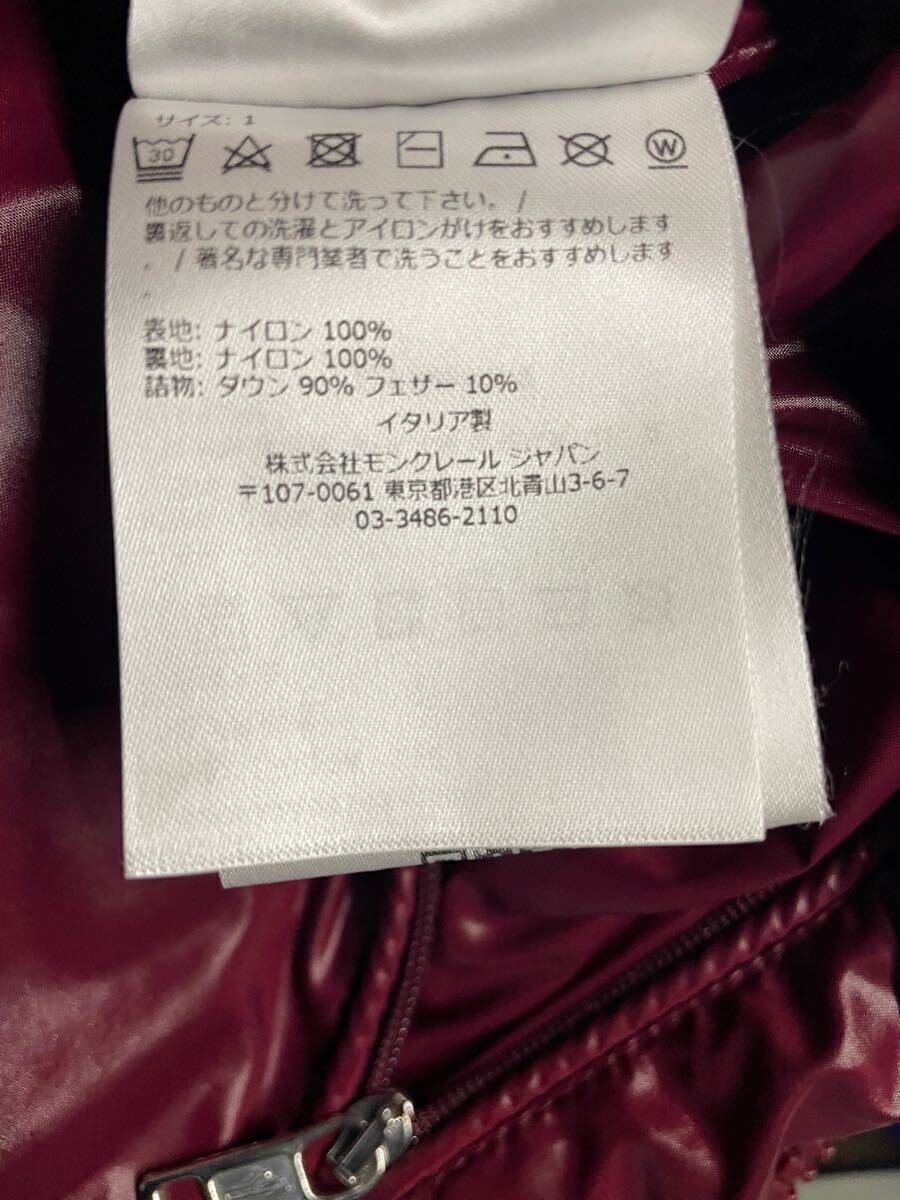 サイズ: 1
30
W
他のものと分けて洗って下さい。 /
裏返しての洗濯とアイロンがけをおすすめします
. / 著名な専門業者で洗うことをおすすめします
.
表地: ナイロン 100%
裏地: ナイロン 100%
詰物: ダウン 90% フェザー 10%
イタリア製
株式会社モンクレール ジャパン
〒107-0061 東京都港区北青山3-6-7
03-3486-2110